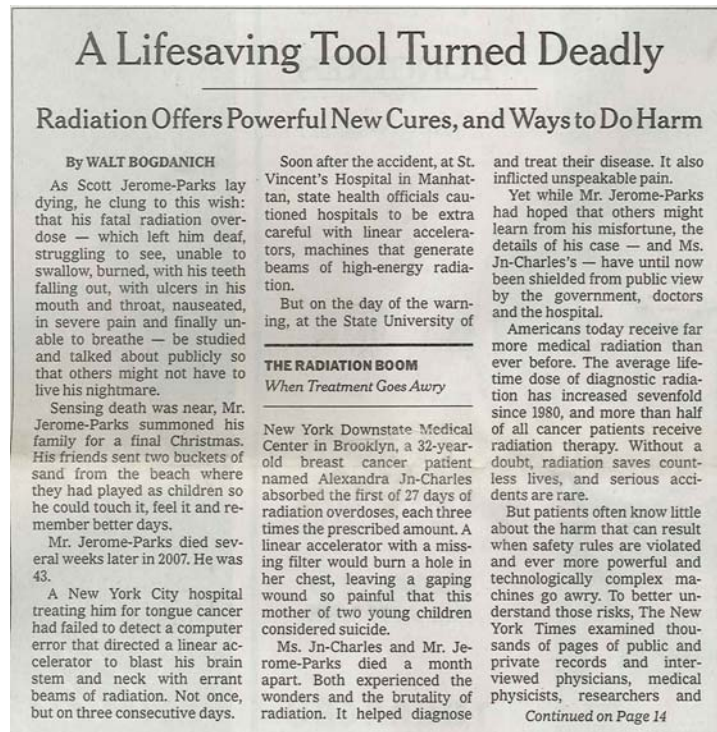 A Lifesaving Tool Turned Deadly
Radiation Offers Powerful New Cures, and Ways to Do Harm
By WALT BOGDANICH
As Scott Jerome-Parks lay
dying, he clung to this wish:
that his fatal radiation over-
dose — which left him deaf,
struggling to see, unable to
swallow, burned, with his teeth
falling out, with ulcers in his
mouth and throat, nauseated,
in severe pain and finally un-
able to breathe — be studied
and talked about publicly so
that others might not have to
live his nightmare.
Sensing death was near, Mr.
Jerome-Parks summoned his
family for a final Christmas.
His friends sent two buckets of
sand from the beach where
they had played as children so
he could touch it, feel it and re-
member better days.
Mr. Jerome-Parks died sev-
eral weeks later in 2007. He was
43.
A New York City hospital
treating him for tongue cancer
had failed to detect a computer
error that directed a linear ac-
celerator to blast his brain
stem and neck with errant
beams of radiation. Not once,
but on three consecutive days.
Soon after the accident, at St.
Vincent's Hospital in Manhat-
tan, state health officials cau-
tioned hospitals to be extra
careful with linear accelera-
tors, machines that generate
beams of high-energy radia-
tion.
But on the day of the warn-
ing, at the State University of
THE RADIATION BOOM
When Treatment Goes Awry
New York Downstate Medical
Center in Brooklyn, a 32-year-
old breast cancer patient
named Alexandra Jn-Charles
absorbed the first of 27 days of
radiation overdoses, each three
times the prescribed amount. A
linear accelerator with a miss-
ing filter would burn a hole in
her chest, leaving a gaping
wound so painful that this
mother of two young children
considered suicide.
Ms. Jn-Charles and Mr. Je-
rome-Parks died a month
apart. Both experienced the
wonders and the brutality of
radiation. It helped diagnose
and treat their disease. It also
inflicted unspeakable pain.
Yet while Mr. Jerome-Parks
had hoped that others might
learn from his misfortune, the
details of his case — and Ms.
Jn-Charles's — have until now
been shielded from public view
by the government, doctors
and the hospital.
Americans today receive far
more medical radiation than
ever before. The average life-
time dose of diagnostic radia-
tion has increased sevenfold
since 1980, and more than half
of all cancer patients receive
radiation therapy. Without a
doubt, radiation saves count-
less lives, and serious acci-
dents are rare.
But patients often know little
about the harm that can result
when safety rules are violated
and ever more powerful and
technologically complex ma-
chines go awry. To better un-
derstand those risks, The New
York Times examined thou-
sands of pages of public and
private records and inter-
viewed physicians, medical
physicists, researchers and
Continued on Page 14